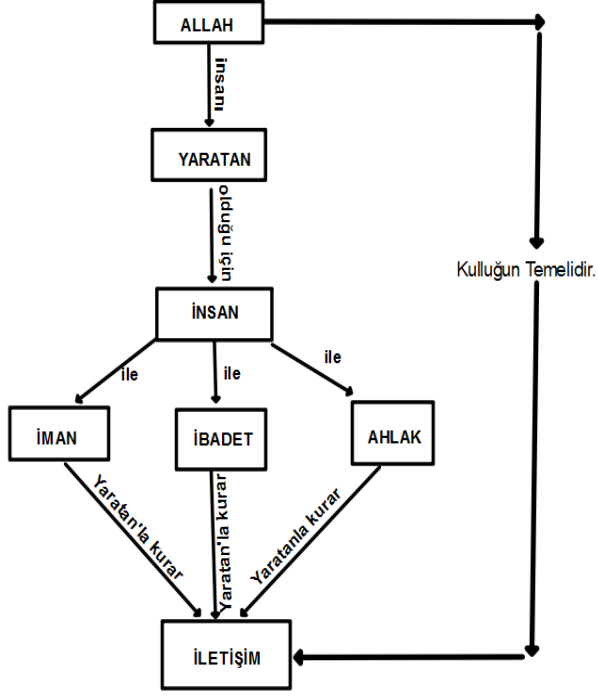 ALLAH
insanı
YARATAN
olduğu için
Kulluğun Temelidir.
İNSAN
ile
ile
ile
İMAN
İBADET
AHLAK
Yaratan'la kurar
Yaratan'la kurar
Yaratanla kurar
İLETİŞİM